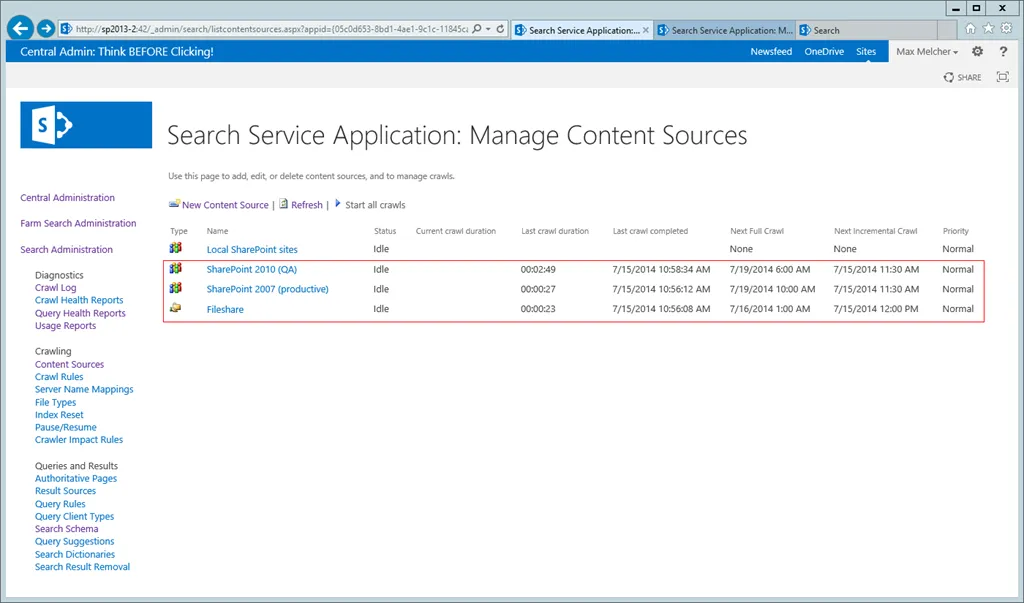 http://sp2013-2:42/_admin/search/listcontentsources.aspx?appid={05c0d653-8bd1-4ae1-9c1c-11845ca
Search Service Application:...
Search Service Application: M...
Search
Central Admin: Think BEFORE Clicking!
Newsfeed OneDrive Sites Max Melcher ?
SHARE
S
Search Service Application: Manage Content Sources
Use this page to add, edit, or delete content sources, and to manage crawls.
Central Administration
Farm Search Administration
Search Administration
Diagnostics
Crawl Log
Crawl Health Reports
Query Health Reports
Usage Reports
Crawling
Content Sources
Crawl Rules
Server Name Mappings
File Types
Index Reset
Pause/Resume
Crawler Impact Rules
Queries and Results
Authoritative Pages
Result Sources
Query Rules
Query Client Types
Search Schema
Query Suggestions
Search Dictionaries
Search Result Removal
New Content Source | Refresh | Start all crawls
Type Name Status Current crawl duration Last crawl duration Last crawl completed Next Full Crawl Next Incremental Crawl Priority
Local SharePoint sites Idle None None Normal
SharePoint 2010 (QA) Idle 00:02:49 7/15/2014 10:58:34 AM 7/19/2014 6:00 AM 7/15/2014 11:30 AM Normal
SharePoint 2007 (productive) Idle 00:00:27 7/15/2014 10:56:12 AM 7/19/2014 10:00 AM 7/15/2014 11:30 AM Normal
Fileshare Idle 00:00:23 7/15/2014 10:56:08 AM 7/16/2014 1:00 AM 7/15/2014 12:00 PM Normal